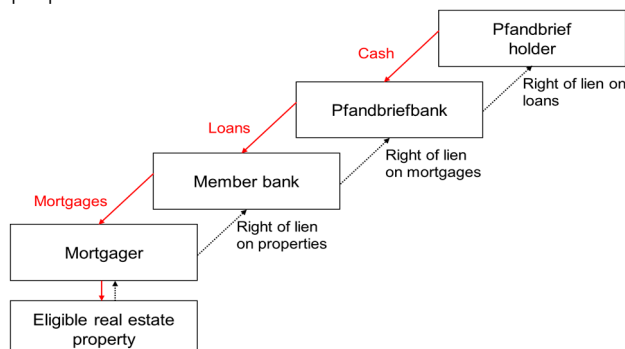 Pfandbrief
holder
Cash
Right of lien on
loans
Pfandbriefbank
Loans
Right of lien
on mortgages
Member bank
Mortgages
Right of lien
on properties
Mortgager
Eligible real estate
property